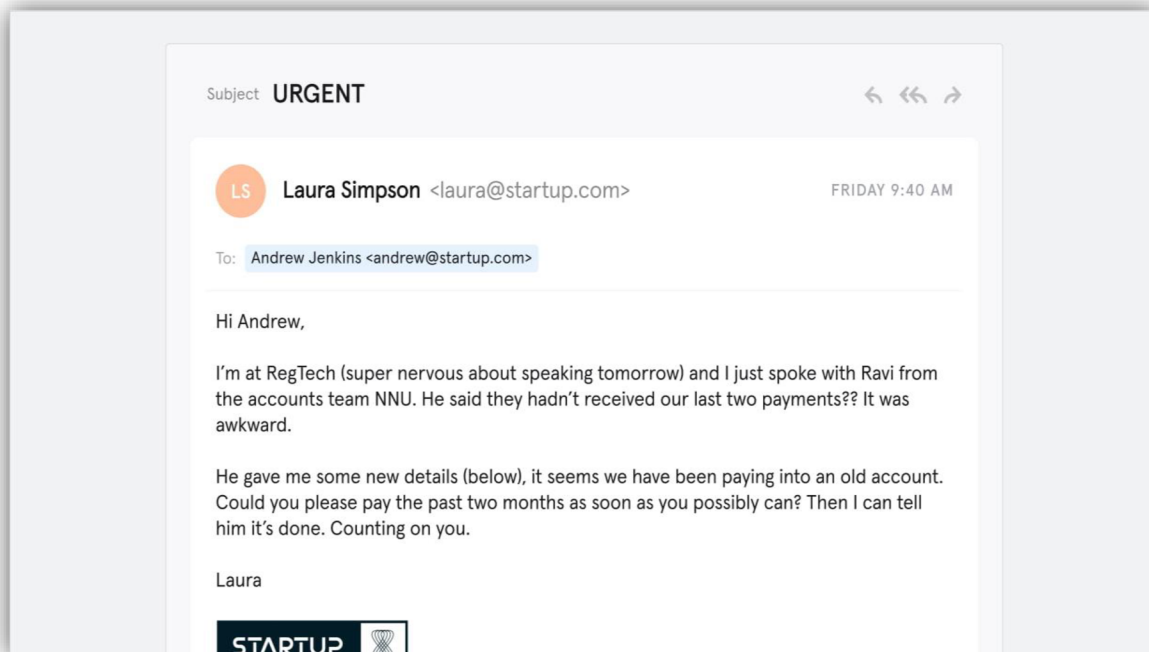 Subject URGENT
LS
Laura Simpson <laura@startup.com>
FRIDAY 9:40 AM
To: Andrew Jenkins <andrew@startup.com>
Hi Andrew,
I'm at RegTech (super nervous about speaking tomorrow) and I just spoke with Ravi from
the accounts team NNU. He said they hadn't received our last two payments?? It was
awkward.
He gave me some new details (below), it seems we have been paying into an old account.
Could you please pay the past two months as soon as you possibly can? Then I can tell
him it's done. Counting on you.
Laura
STARTUP